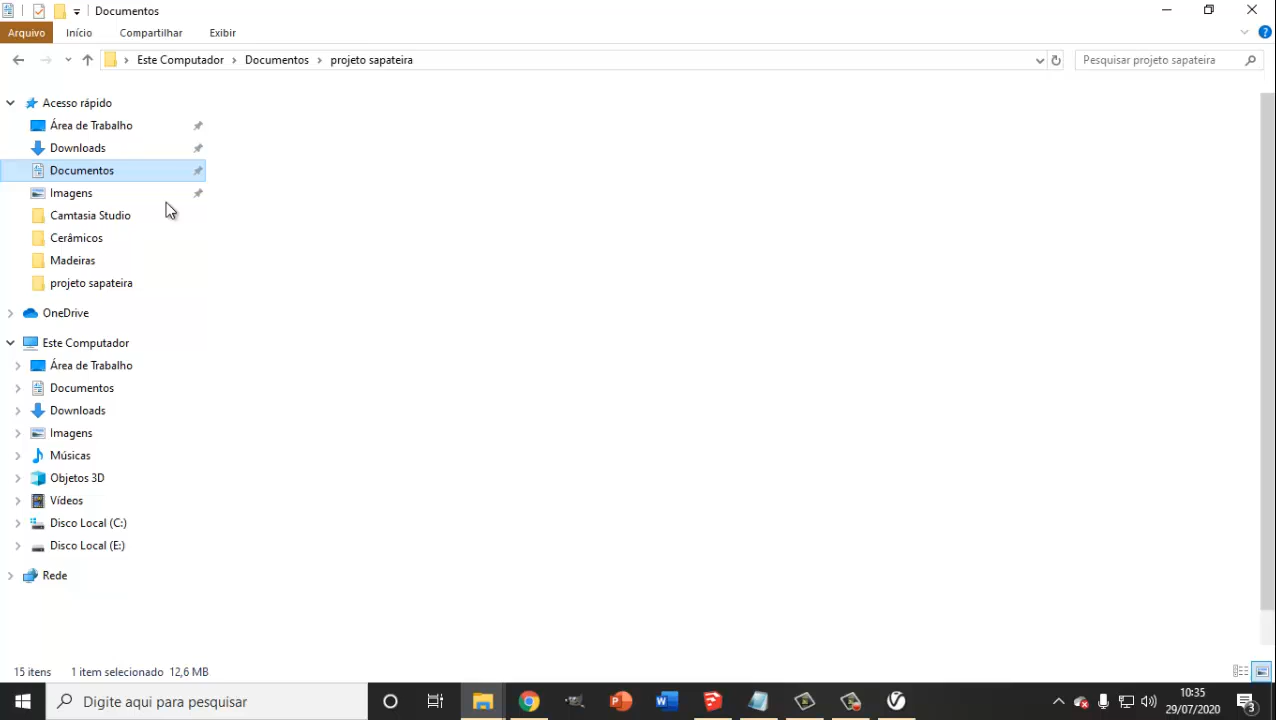 Documentos
Arquivo Início Compartilhar Exibir
Este Computador Documentos projeto sapateira Pesquisar projeto sapateira
Acesso rápido
Área de Trabalho
Downloads
Documentos
Imagens
Camtasia Studio
Cerâmicos
Madeiras
projeto sapateira
OneDrive
Este Computador
Área de Trabalho
Documentos
Downloads
Imagens
Músicas
Objetos 3D
Vídeos
Disco Local (C:)
Disco Local (E:)
Rede
15 itens 1 item selecionado 12,6 MB
Digite aqui para pesquisar
10:35
29/07/2020
3